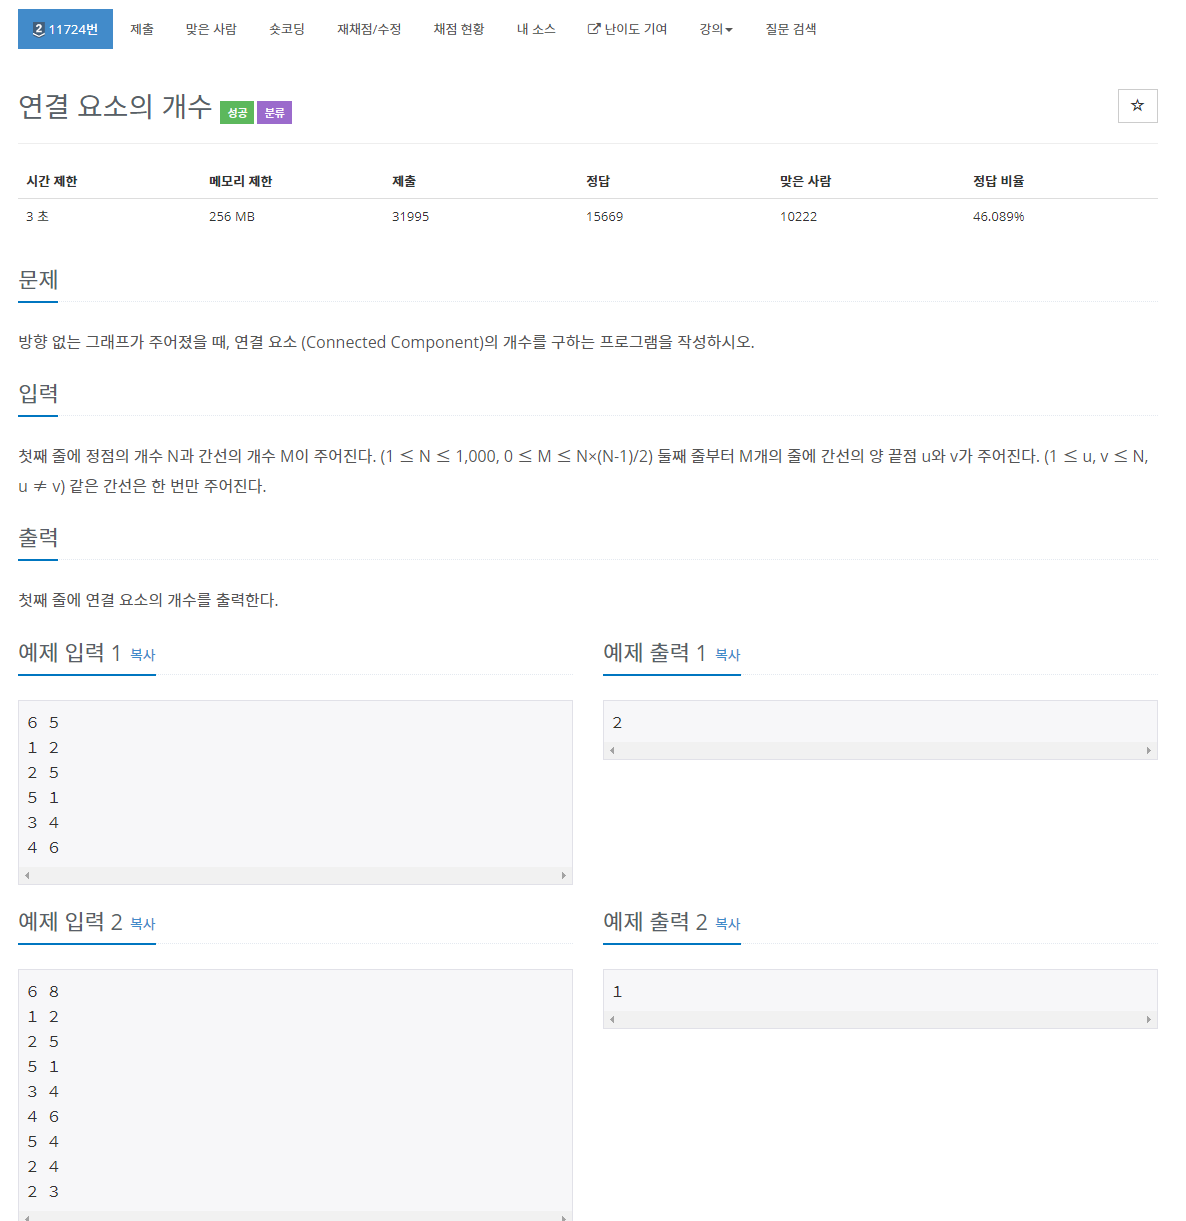 2 11724번 제출 맞은 사람 숏코딩 재채점/수정 채점 현황 내 소스 난이도 기여 강의 질문 검색
연결 요소의 개수 성공 분류
시간 제한 메모리 제한 제출 정답 맞은 사람 정답 비율
3 초 256 MB 31995 15669 10222 46.089%
문제
방향 없는 그래프가 주어졌을 때, 연결 요소 (Connected Component)의 개수를 구하는 프로그램을 작성하시오.
입력
첫째 줄에 정점의 개수 N과 간선의 개수 M이 주어진다. (1 ≤ N ≤ 1,000, 0 ≤ M ≤ N×(N-1)/2) 둘째 줄부터 M개의 줄에 간선의 양 끝점 u와 v가 주어진다. (1 ≤ u, v ≤ N,
u ≠ v) 같은 간선은 한 번만 주어진다.
출력
첫째 줄에 연결 요소의 개수를 출력한다.
예제 입력 1 복사
6 5
1 2
2 5
5 1
3 4
4 6
예제 출력 1 복사
2
예제 입력 2 복사
6 8
1 2
2 5
5 1
3 4
4 6
5 4
2 4
2 3
예제 출력 2 복사
1